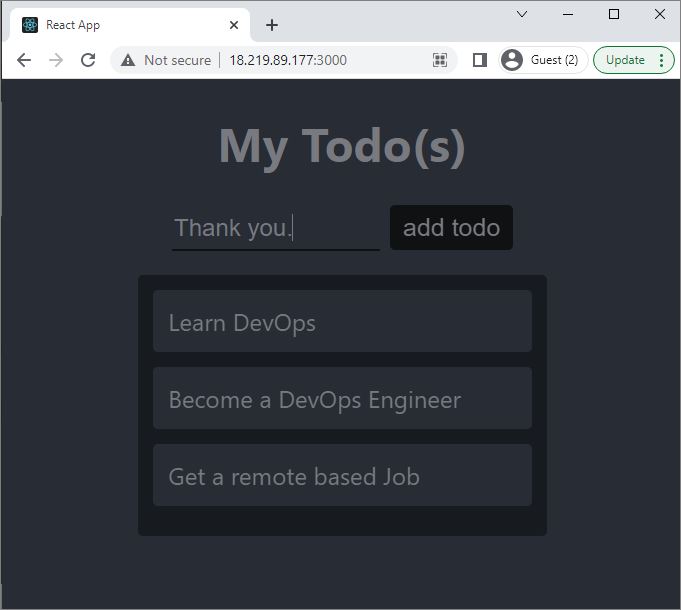 React App
Not secure 18.219.89.177:3000 Guest (2) Update
My Todo(s)
Thank you. add todo
Learn DevOps
Become a DevOps Engineer
Get a remote based Job